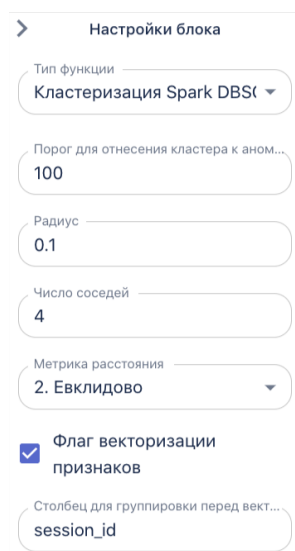 Настройки блока
Тип функции
Кластеризация Spark DBSC
Порог для отнесения кластера к аном...
100
Радиус
0.1
Число соседей
4
Метрика расстояния
2. Евклидово
Флаг векторизации
признаков
Столбец для группировки перед вект...
session_id